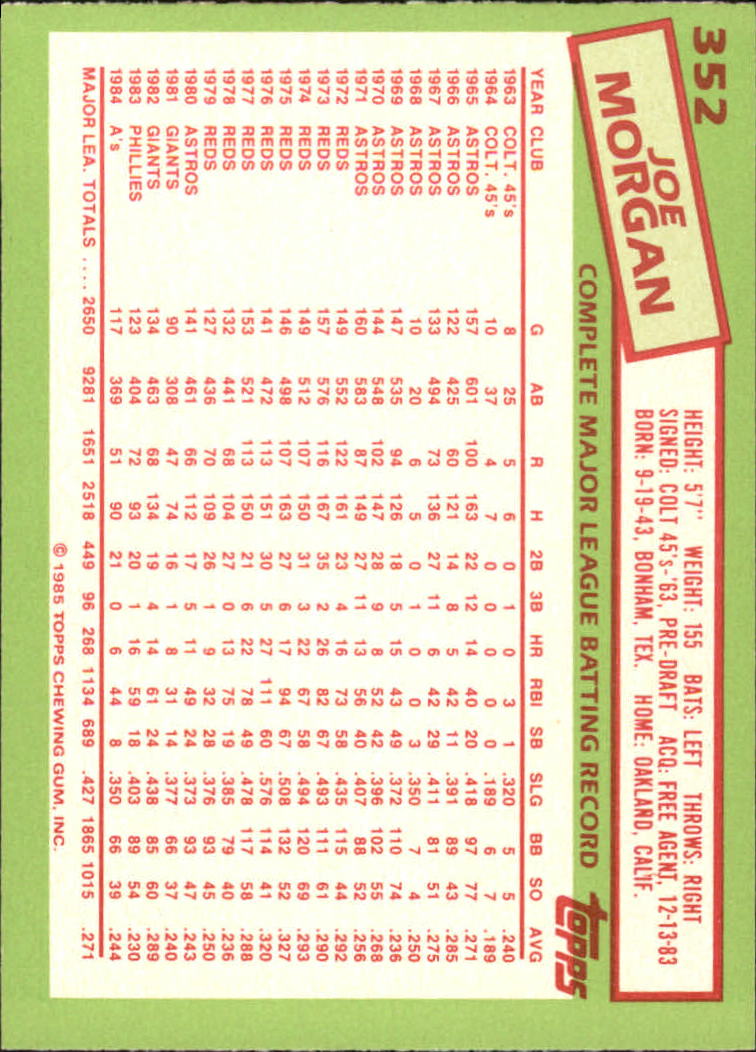 352
JOE
MORGAN
HEIGHT: 5'7" WEIGHT: 155 BATS: LEFT THROWS: RIGHT
SIGNED: COLT 45's-'63, PRE-DRAFT ACQ: FREE AGENT, 12-13-83
BORN: 9-19-43, BONHAM, TEX. HOME: OAKLAND, CALIF.
COMPLETE MAJOR LEAGUE BATTING RECORD
topps
YEAR CLUB G AB R H 2B 3B HR RBI SB SLG BB SO AVG
1963 COLT. 45's 8 25 5 6 0 1 0 3 1 .320 5 5 .240
1964 COLT. 45's 10 37 4 7 0 0 0 0 0 .189 6 7 .189
1965 ASTROS 157 601 100 163 22 12 14 40 20 .418 97 77 .271
1966 ASTROS 122 425 60 121 14 8 5 42 11 .391 89 43 .285
1967 ASTROS 133 494 73 136 27 11 6 42 29 .411 81 51 .275
1968 ASTROS 10 20 6 5 0 1 0 0 3 .350 7 4 .250
1969 ASTROS 147 535 94 126 18 5 15 43 49 .372 110 74 .236
1970 ASTROS 144 548 102 147 28 9 8 52 42 .396 102 55 .268
1971 ASTROS 160 583 87 149 27 11 13 56 40 .407 88 52 .256
1972 REDS 149 552 122 161 23 4 16 73 58 .435 115 44 .292
1973 REDS 157 576 116 167 35 2 26 82 67 .493 111 61 .290
1974 REDS 149 512 107 150 31 3 22 67 58 .494 120 69 .293
1975 REDS 146 498 107 163 27 6 17 94 67 .508 132 52 .327
1976 REDS 141 472 113 151 30 5 27 111 60 .576 114 41 .320
1977 REDS 153 521 113 150 21 6 22 78 49 .478 117 58 .288
1978 REDS 132 441 68 104 27 0 13 75 19 .385 79 40 .236
1979 REDS 127 436 70 109 26 1 9 32 28 .376 93 45 .250
1980 ASTROS 141 461 66 112 17 5 11 49 24 .373 93 47 .243
1981 GIANTS 90 308 47 74 16 1 8 31 14 .377 66 37 .240
1982 GIANTS 134 463 68 134 19 4 14 61 24 .438 85 60 .289
1983 PHILLIES 123 404 72 93 20 1 16 59 18 .403 89 54 .230
1984 A's 117 369 51 90 21 0 6 44 8 .350 66 39 .244
MAJOR LEA. TOTALS .... 2650 9281 1651 2518 449 96 268 1134 689 .427 1865 1015 .271
© 1985 TOPPS CHEWING GUM, INC.